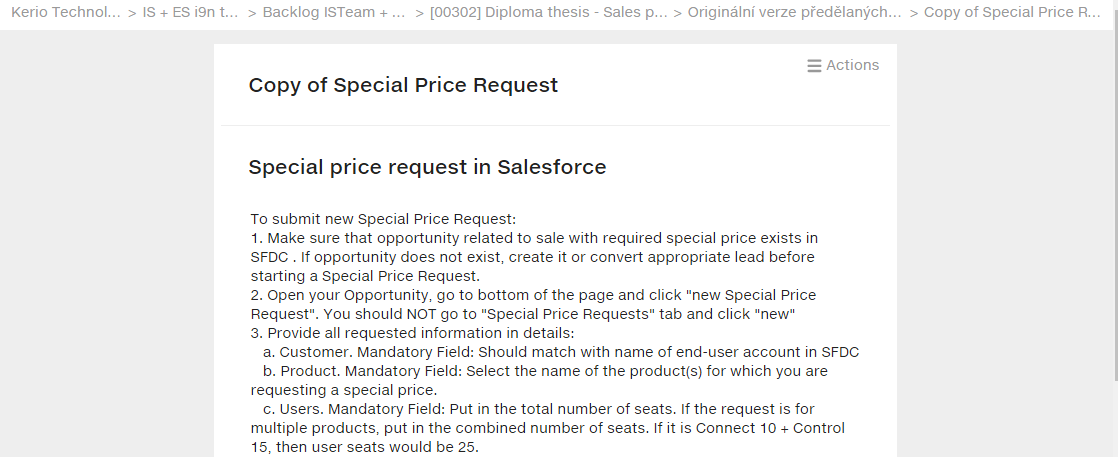 Kerio Technol... > IS + ES i9n t... > Backlog ISTeam + ... > [00302] Diploma thesis - Sales p... > Originální verze předělaných... > Copy of Special Price R...
Actions
Copy of Special Price Request
Special price request in Salesforce
To submit new Special Price Request:
1. Make sure that opportunity related to sale with required special price exists in
SFDC . If opportunity does not exist, create it or convert appropriate lead before
starting a Special Price Request.
2. Open your Opportunity, go to bottom of the page and click "new Special Price
Request". You should NOT go to "Special Price Requests" tab and click "new"
3. Provide all requested information in details:
a. Customer. Mandatory Field: Should match with name of end-user account in SFDC
b. Product. Mandatory Field: Select the name of the product(s) for which you are
requesting a special price.
c. Users. Mandatory Field: Put in the total number of seats. If the request is for
multiple products, put in the combined number of seats. If it is Connect 10 + Control
15, then user seats would be 25.